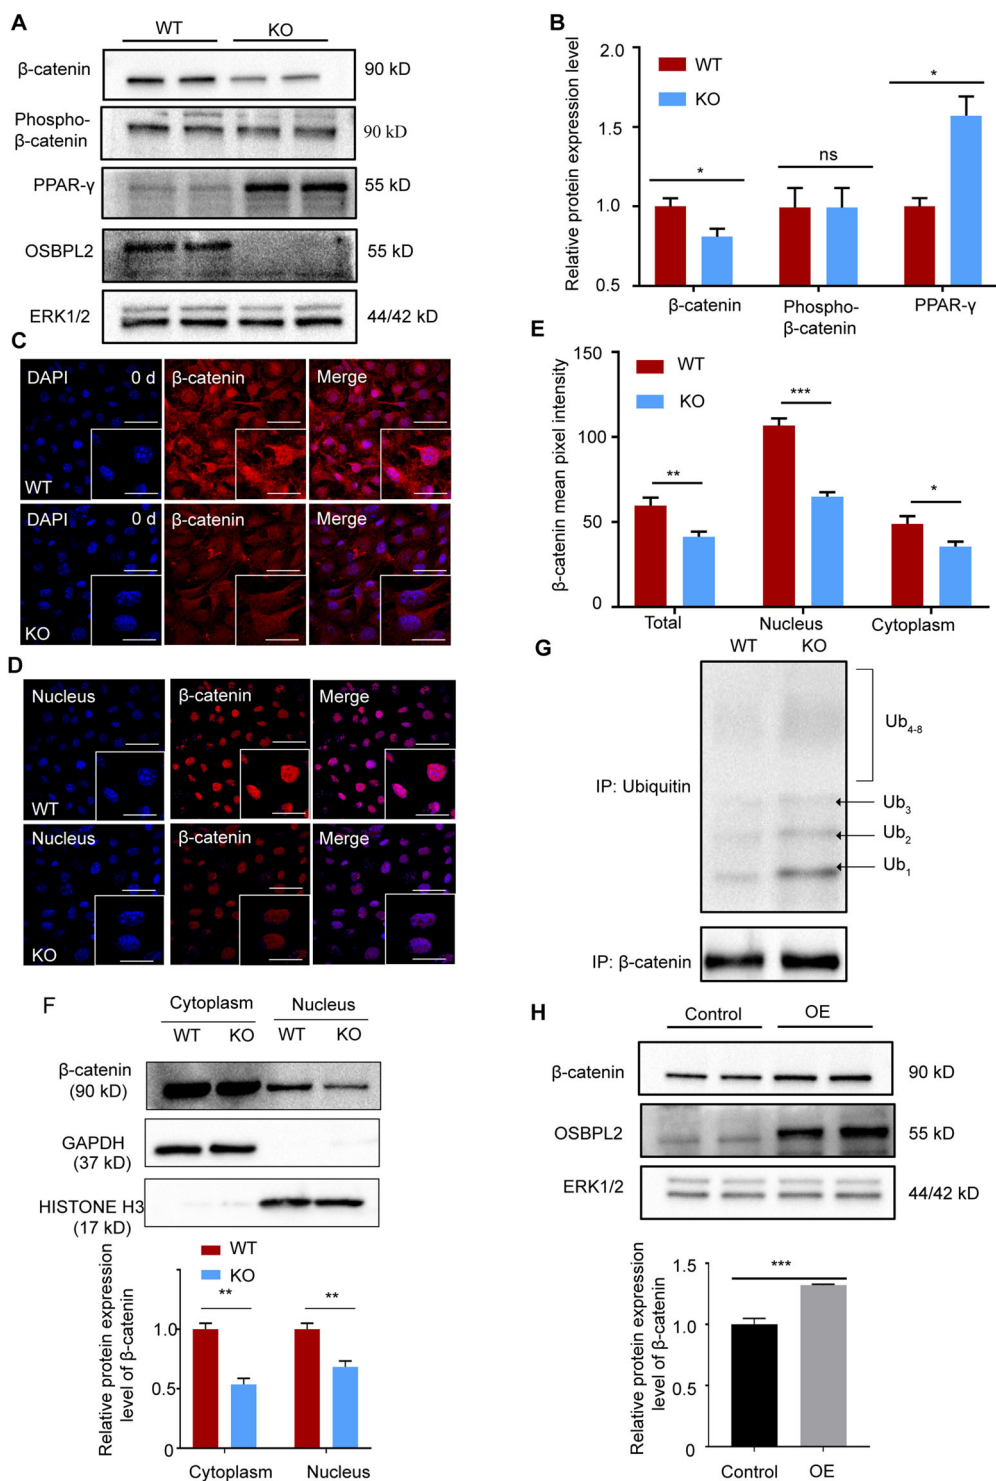 A
WT KO
β-catenin 90 kD
Phospho-
β-catenin 90 kD
PPAR-γ 55 kD
OSBPL2 55 kD
ERK1/2 44/42 kD
B
Relative protein expression level
2.0
1.5
1.0
0.5
WT
KO
*
ns
*
β-catenin Phospho-
β-catenin PPAR-γ
C
DAPI 0 d β-catenin Merge
WT
DAPI 0 d β-catenin Merge
KO
D
Nucleus β-catenin Merge
WT
Nucleus β-catenin Merge
KO
E
β-catenin mean pixel intensity
150
100
50
0
WT
KO
**
***
*
Total Nucleus Cytoplasm
F
Cytoplasm Nucleus
WT KO WT KO
β-catenin
(90 kD)
GAPDH
(37 kD)
HISTONE H3
(17 kD)
WT
KO
Relative protein expression
level of β-catenin
1.0
0.5
0
** **
Cytoplasm Nucleus
G
WT KO
IP: Ubiquitin
Ub4-8
Ub3
Ub2
Ub1
IP: β-catenin
H
Control OE
β-catenin 90 kD
OSBPL2 55 kD
ERK1/2 44/42 kD
Relative protein expression
level of β-catenin
1.5
1.0
0.5
0
***
Control OE